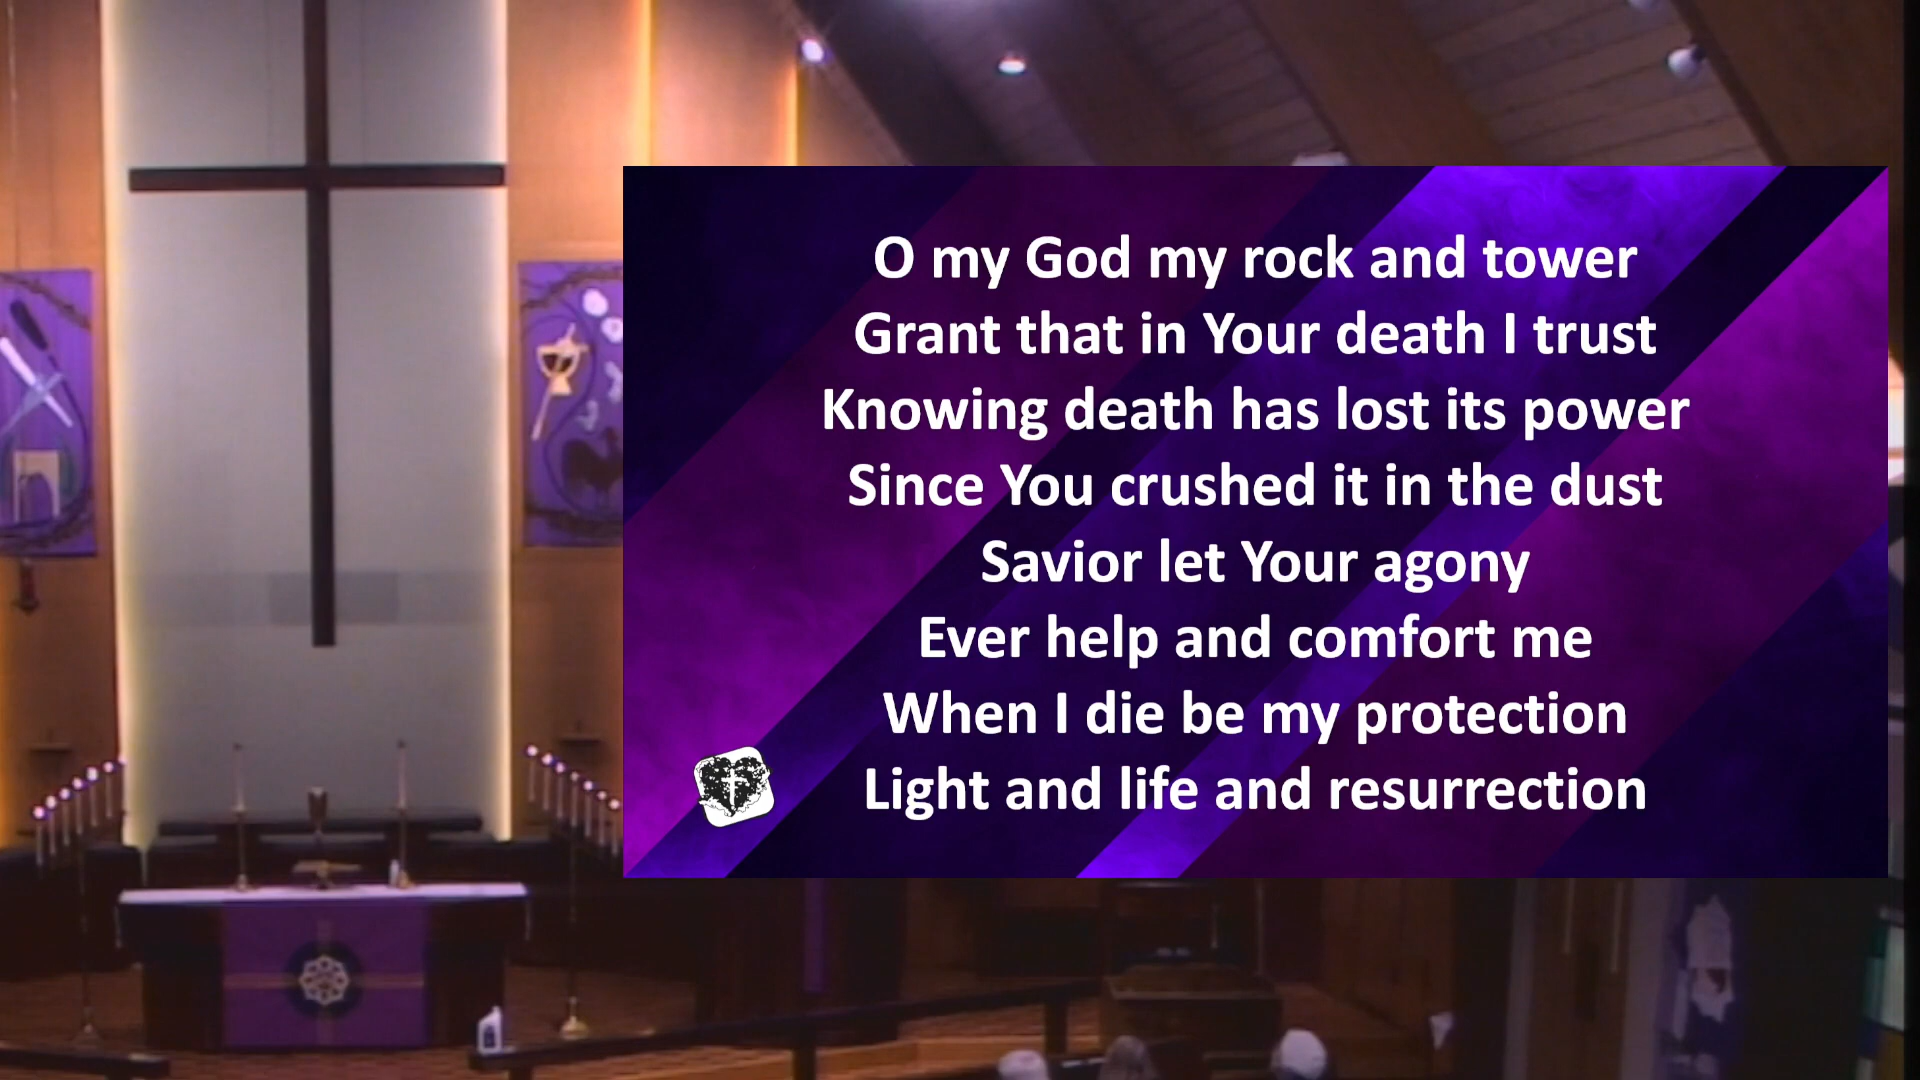 O my God my rock and tower
Grant that in Your death I trust
Knowing death has lost its power
Since You crushed it in the dust
Savior let Your agony
Ever help and comfort me
When I die be my protection
Light and life and resurrection